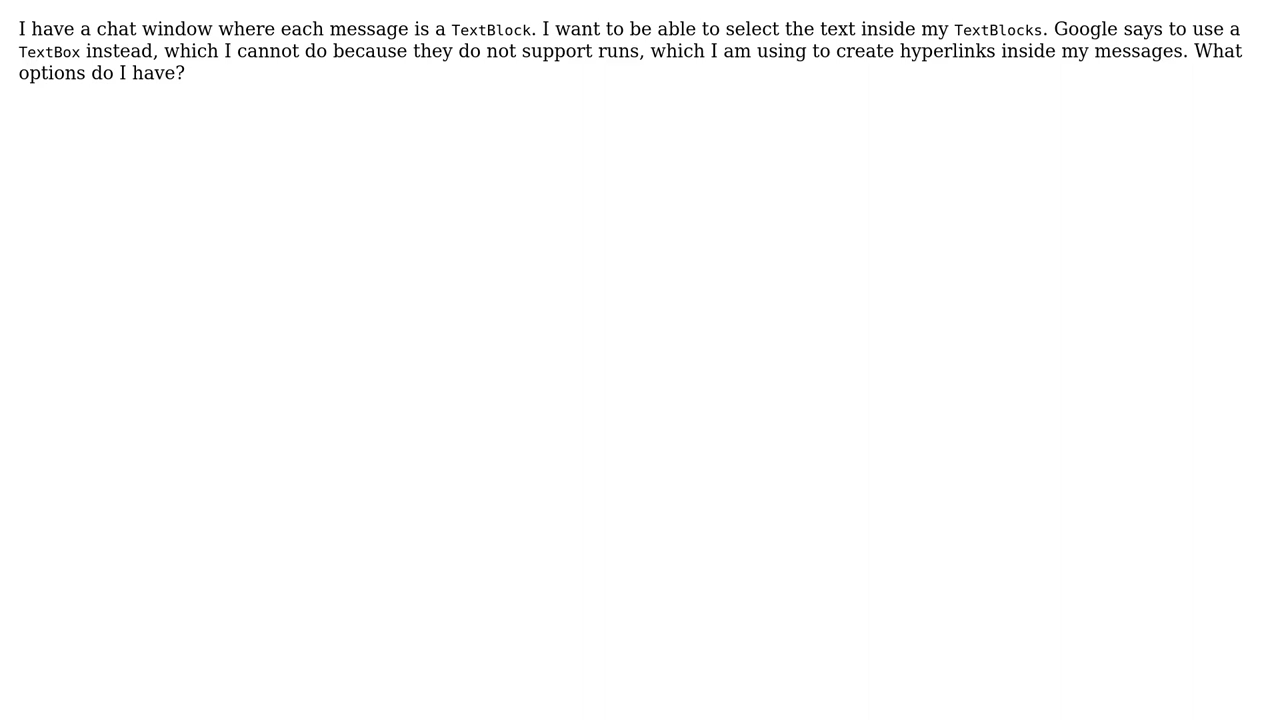 I have a chat window where each message is a TextBlock. I want to be able to select the text inside my TextBlocks. Google says to use a
TextBox instead, which I cannot do because they do not support runs, which I am using to create hyperlinks inside my messages. What
options do I have?